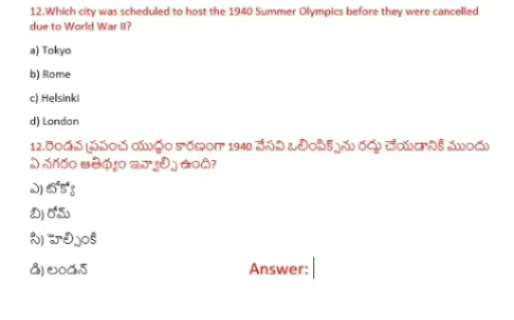 12.Which city was scheduled to host the 1940 Summer Olympics before they were cancelled
due to World War II?
a) Tokyo
b) Rome
c) Helsinki
d) London
12.రెండవ ప్రపంచ యుద్ధం కారణంగా 1940 వేసవి ఒలింపిక్స్‌ను రద్దు చేయడానికి ముందు
ఏ నగరం ఆతిథ్యం ఇవ్వాల్సి ఉంది?
ఎ) టోక్యో
బి) రోమ్
సి) హెల్సింకి
డి) లండన్
Answer: